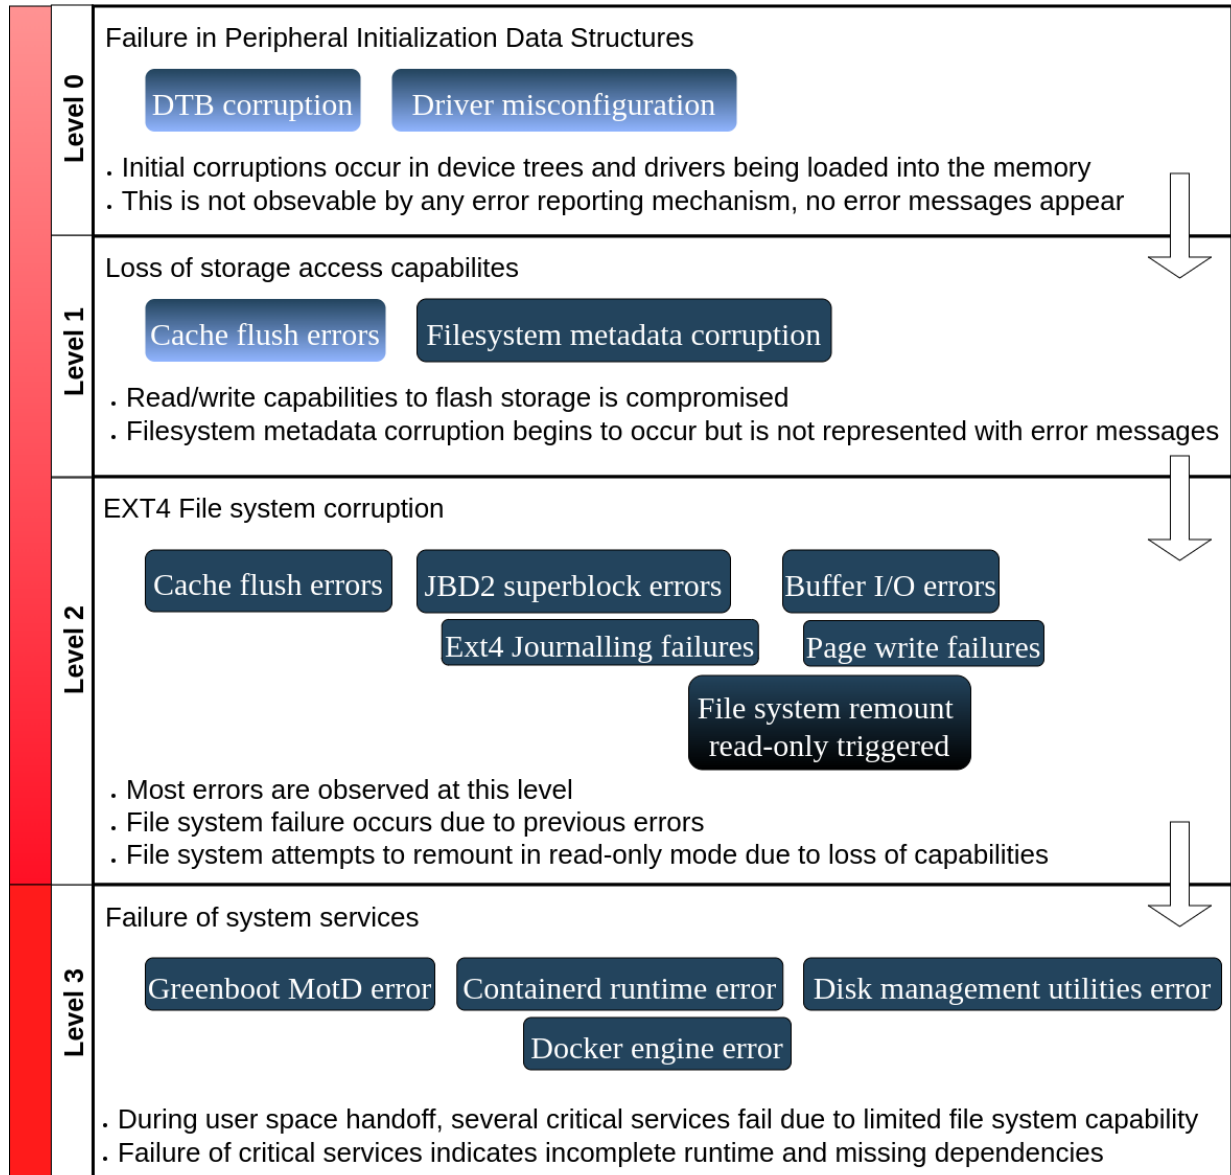 Level 0
Failure in Peripheral Initialization Data Structures
DTB corruption
Driver misconfiguration
. Initial corruptions occur in device trees and drivers being loaded into the memory
. This is not obsevable by any error reporting mechanism, no error messages appear
Level 1
Loss of storage access capabilites
Cache flush errors
Filesystem metadata corruption
. Read/write capabilities to flash storage is compromised
. Filesystem metadata corruption begins to occur but is not represented with error messages
Level 2
EXT4 File system corruption
Cache flush errors
JBD2 superblock errors
Buffer I/O errors
Ext4 Journalling failures
Page write failures
File system remount
read-only triggered
. Most errors are observed at this level
. File system failure occurs due to previous errors
. File system attempts to remount in read-only mode due to loss of capabilities
Level 3
Failure of system services
Greenboot MotD error
Containerd runtime error
Disk management utilities error
Docker engine error
. During user space handoff, several critical services fail due to limited file system capability
. Failure of critical services indicates incomplete runtime and missing dependencies